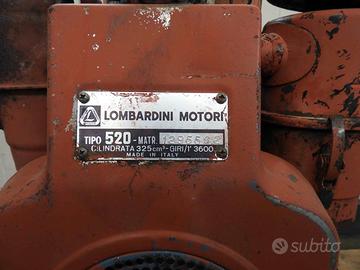 LOMBARDINI MOTORI
TIPO 520-MATR.
CILINDRATA 325 cm³-GIRI/1' 3600
MADE IN ITALY
subito